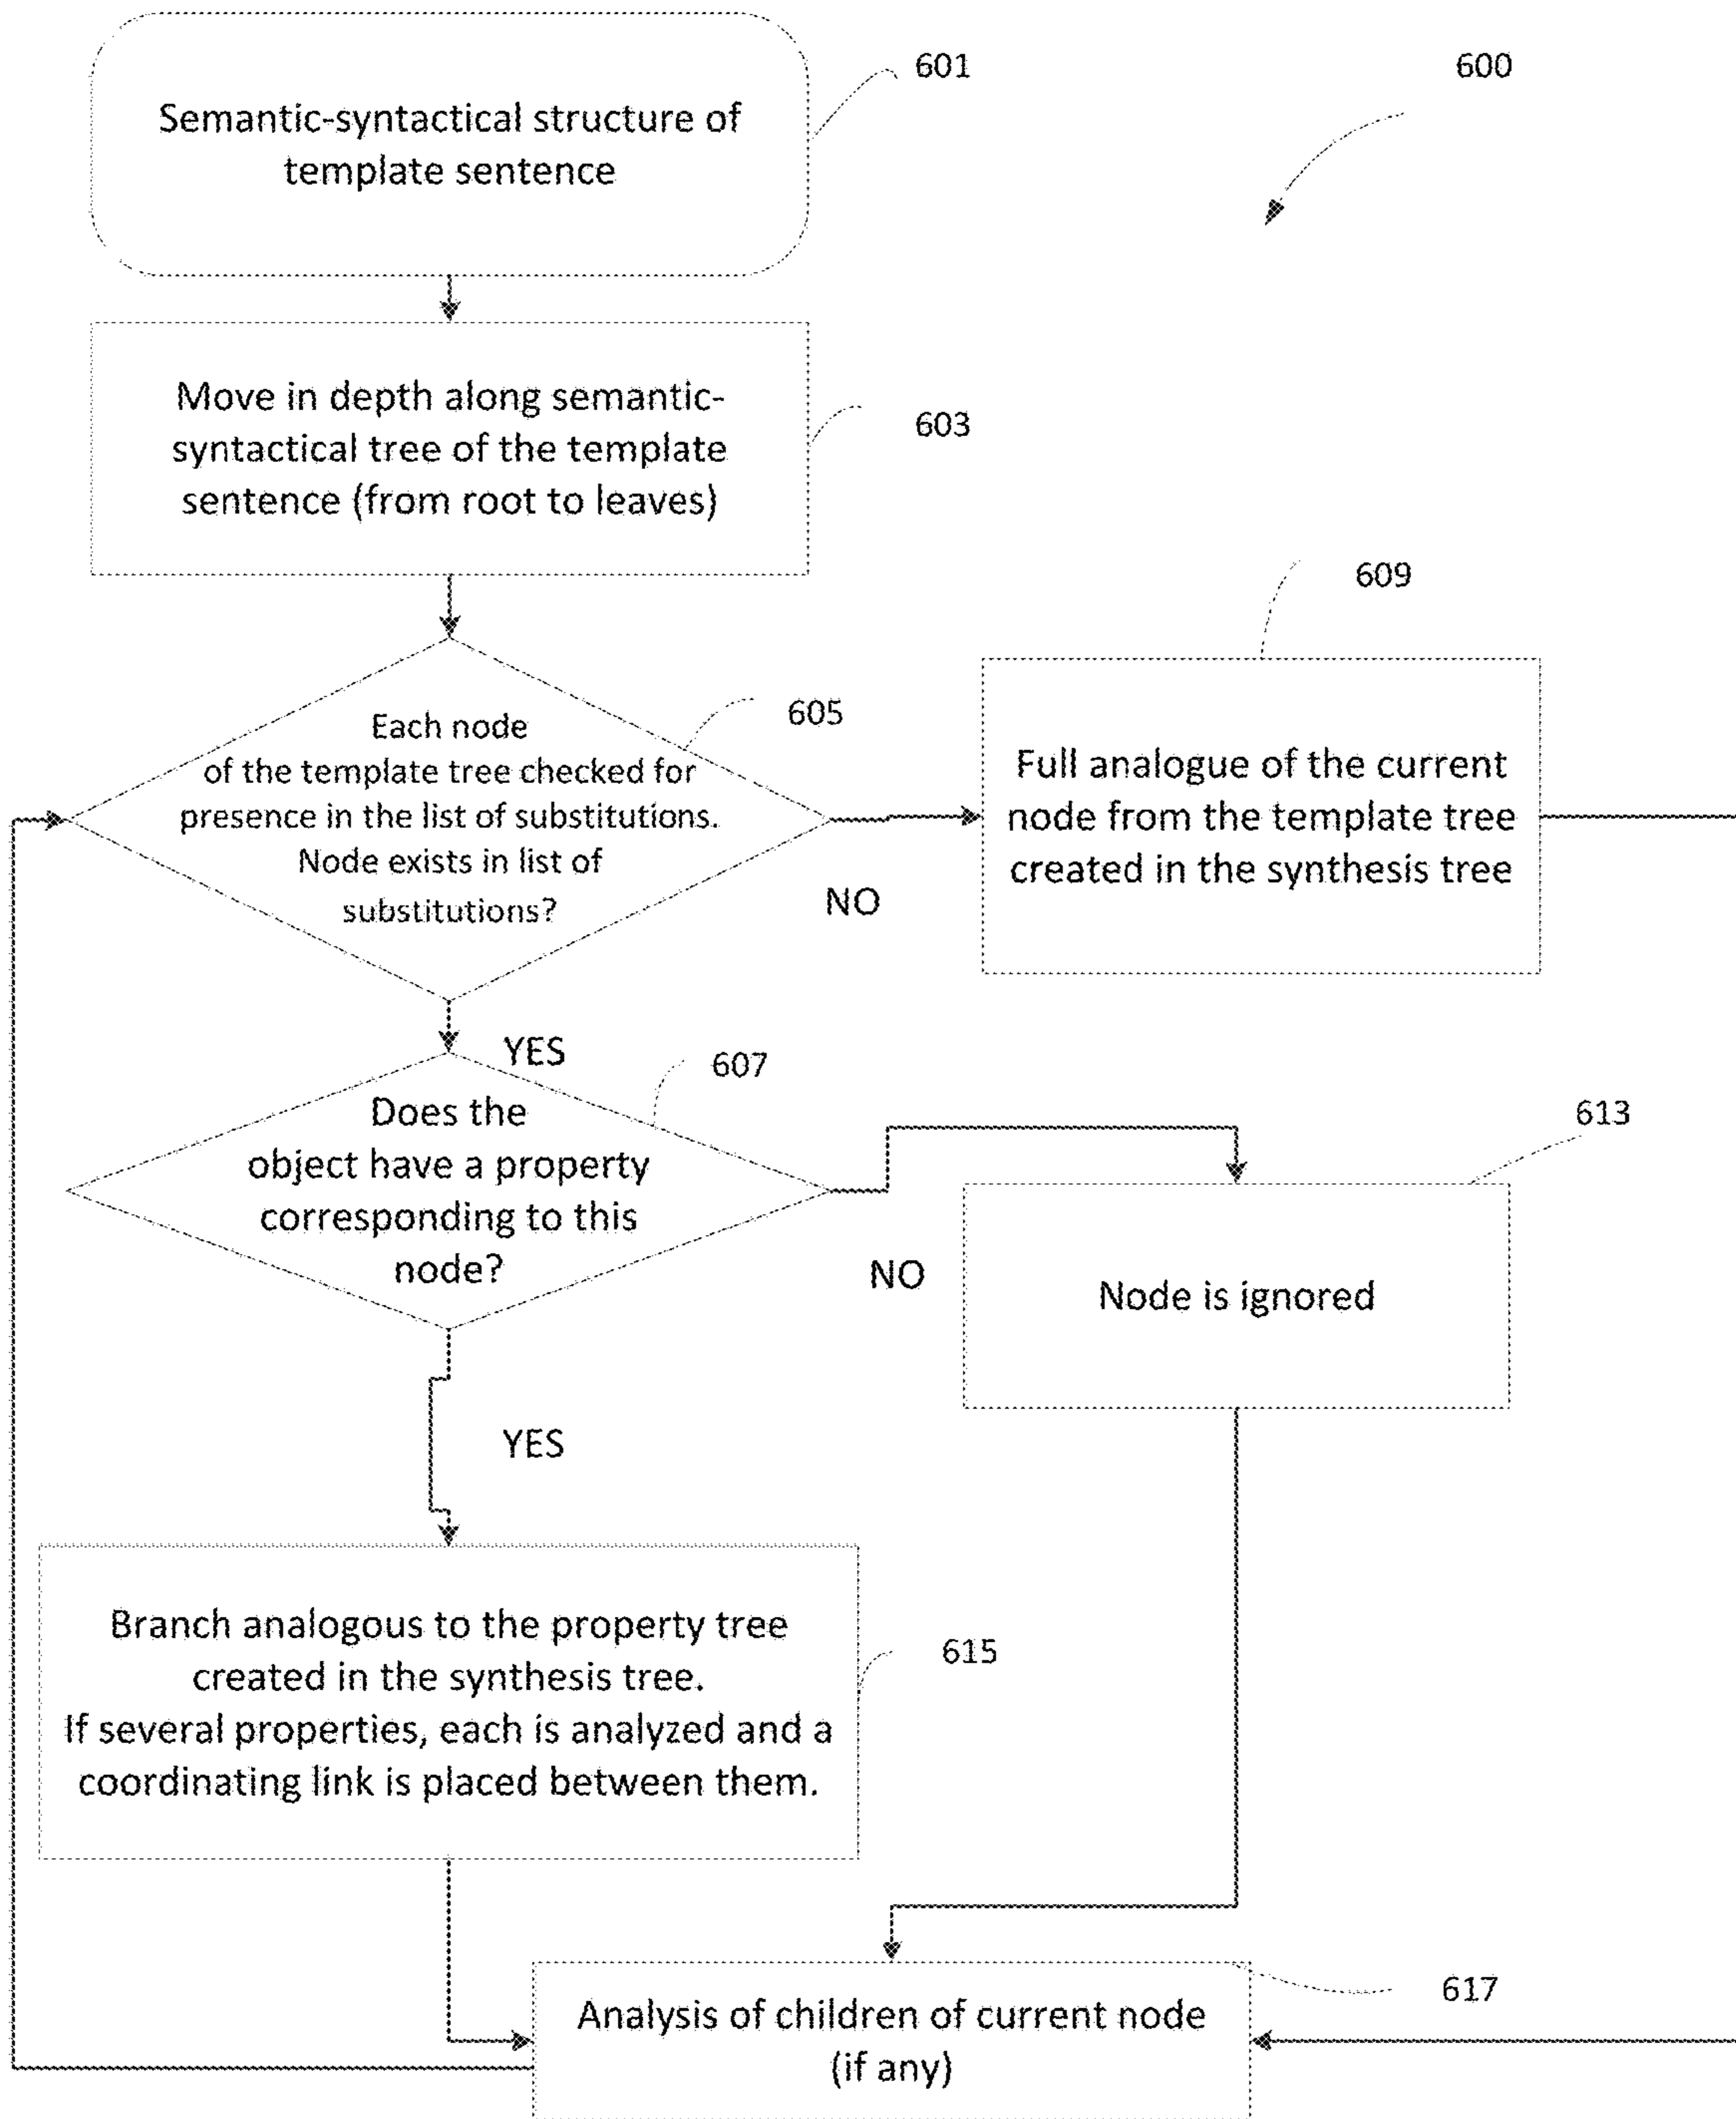 601
600
Semantic-syntactical structure of
template sentence
Move in depth along semantic-
syntactical tree of the template
sentence (from root to leaves)
603
609
605
Each node
of the template tree checked for
presence in the list of substitutions.
Node exists in list of
substitutions?
NO
Full analogue of the current
node from the template tree
created in the synthesis tree
YES
607
Does the
object have a property
corresponding to this
node?
NO
613
Node is ignored
YES
Branch analogous to the property tree
created in the synthesis tree.
If several properties, each is analyzed and a
coordinating link is placed between them.
615
617
Analysis of children of current node
(if any)